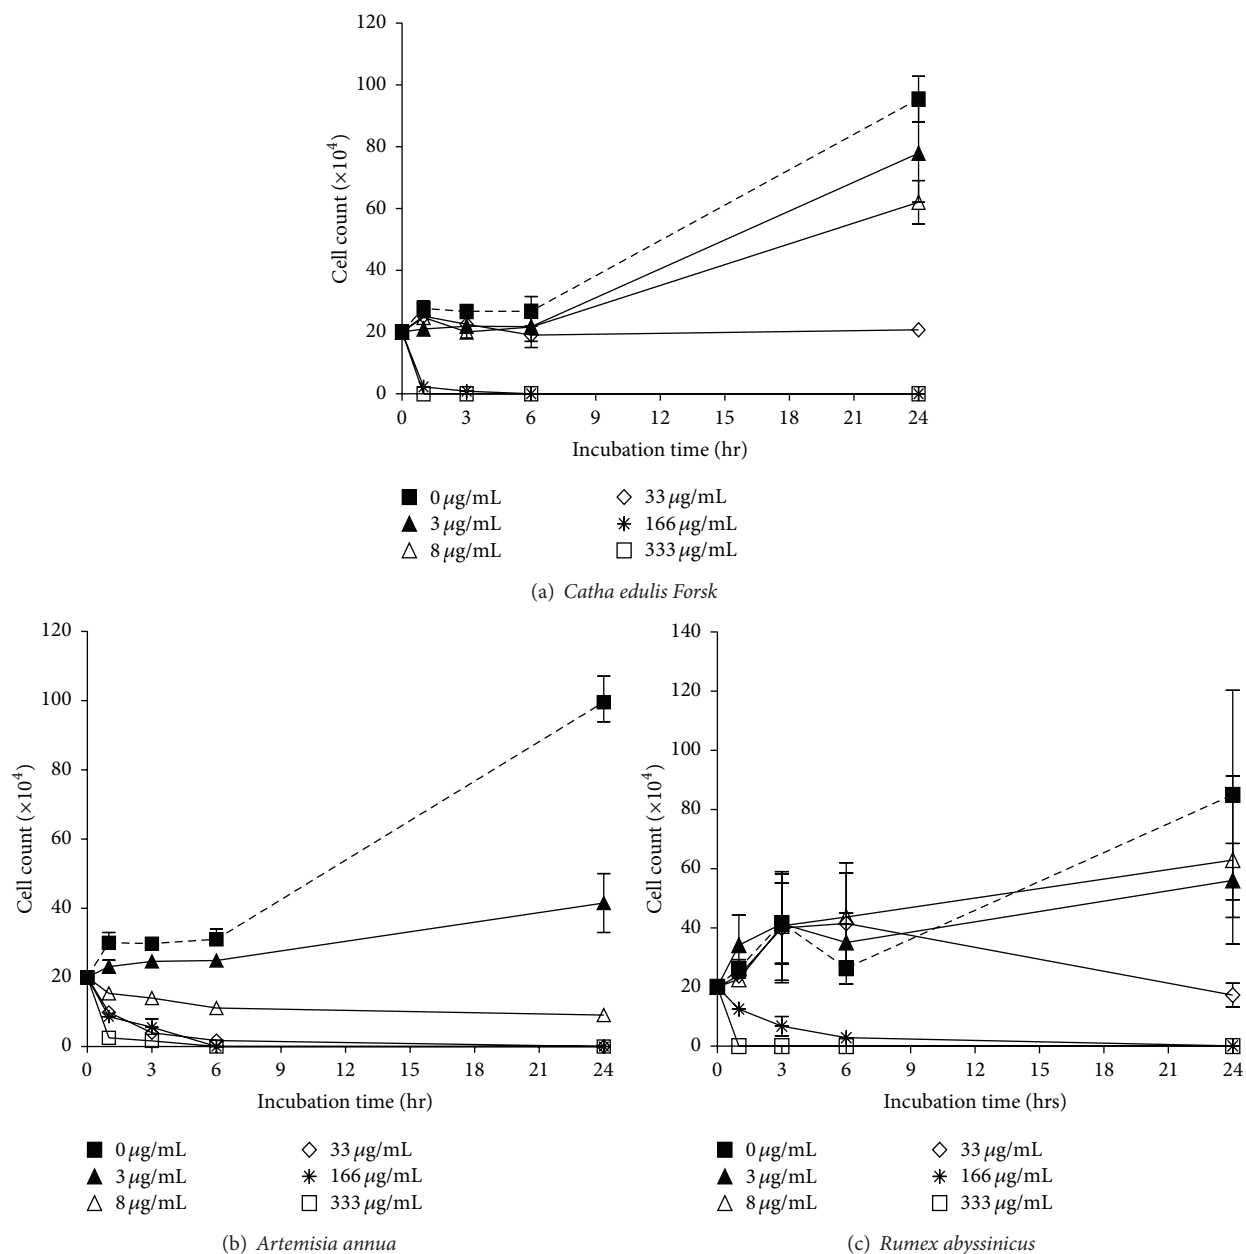 120
100
80
60
40
20
0
Cell count (×10⁴)
0 3 6 9 12 15 18 21 24
Incubation time (hr)
0 μg/mL 33 μg/mL
3 μg/mL 166 μg/mL
8 μg/mL 333 μg/mL
(a) Catha edulis Forsk
120
100
80
60
40
20
0
Cell count (×10⁴)
0 3 6 9 12 15 18 21 24
Incubation time (hr)
0 μg/mL 33 μg/mL
3 μg/mL 166 μg/mL
8 μg/mL 333 μg/mL
(b) Artemisia annua
140
120
100
80
60
40
20
0
Cell count (×10⁴)
0 3 6 9 12 15 18 21 24
Incubation time (hrs)
0 μg/mL 33 μg/mL
3 μg/mL 166 μg/mL
8 μg/mL 333 μg/mL
(c) Rumex abyssinicus